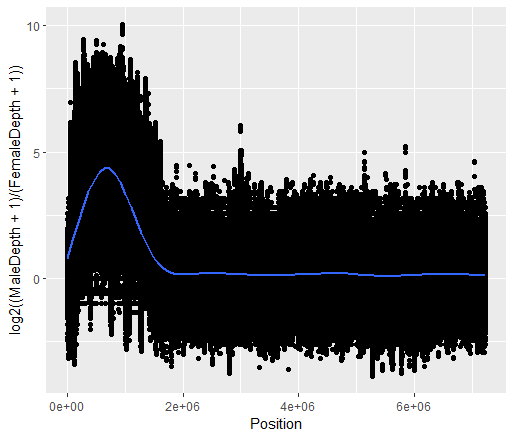 10
5
0
log2((MaleDepth + 1)/(FemaleDepth + 1))
0e+00
2e+06
4e+06
6e+06
Position